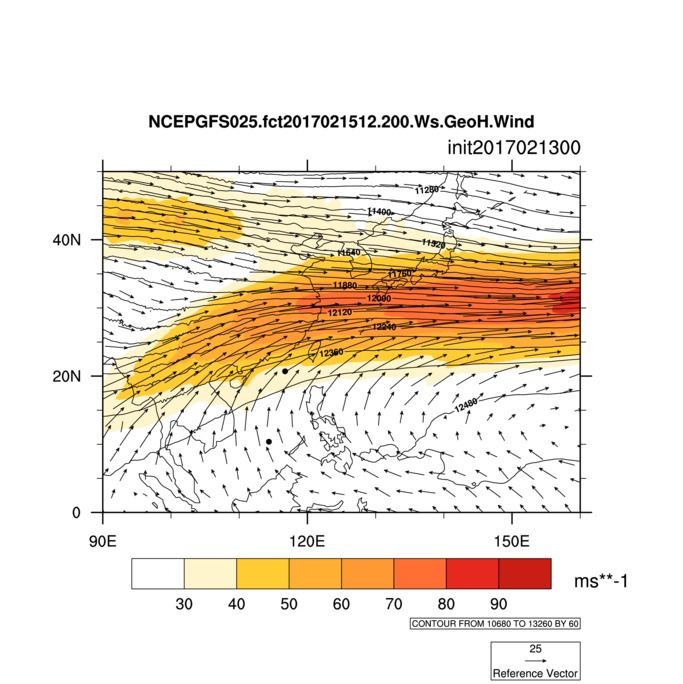 NCEPGFS025.fct2017021512.200.Ws.GeoH.Wind
init2017021300
11280
11400
40N
11520
11640
11760
11880
12000
12120
12240
12360
20N
12480
0
90E 120E 150E
ms**-1
30 40 50 60 70 80 90
CONTOUR FROM 10680 TO 13260 BY 60
25
Reference Vector